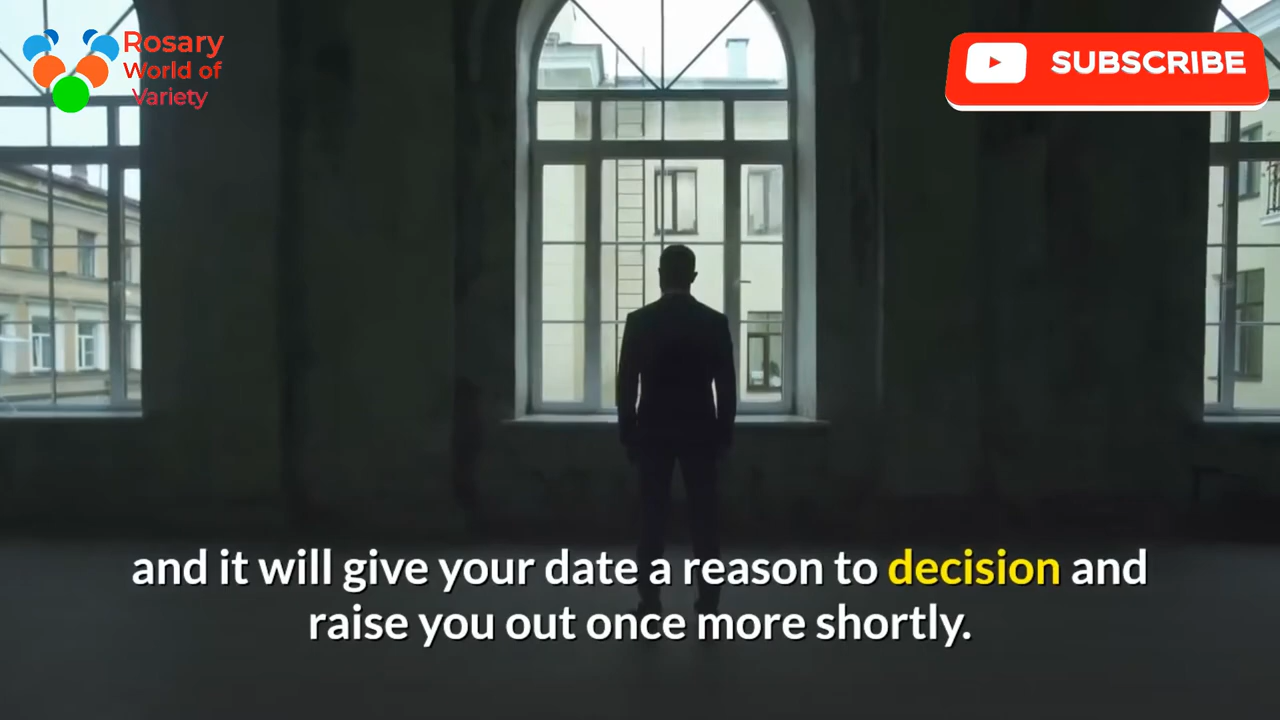 Rosary
World of
Variety
SUBSCRIBE
and it will give your date a reason to decision and
raise you out once more shortly.